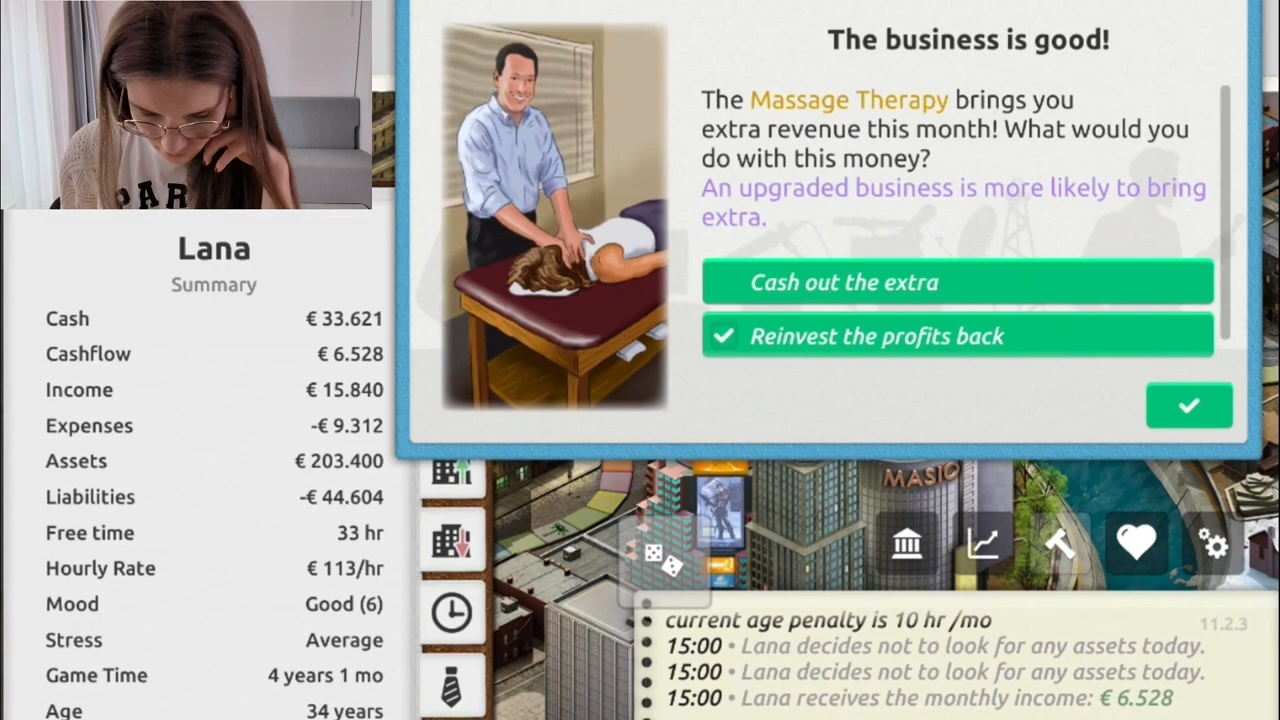 The business is good!
The Massage Therapy brings you
extra revenue this month! What would you
do with this money?
An upgraded business is more likely to bring
extra.
Cash out the extra
Reinvest the profits back
PAR
Lana
Summary
Cash € 33.621
Cashflow € 6.528
Income € 15.840
Expenses -€ 9.312
Assets € 203.400
Liabilities -€ 44.604
Free time 33 hr
Hourly Rate € 113/hr
Mood Good (6)
Stress Average
Game Time 4 years 1 mo
Age 34 years
MASIO
current age penalty is 10 hr /mo
11.2.3
15:00 • Lana decides not to look for any assets today.
15:00 • Lana decides not to look for any assets today.
15:00 • Lana receives the monthly income: € 6.528